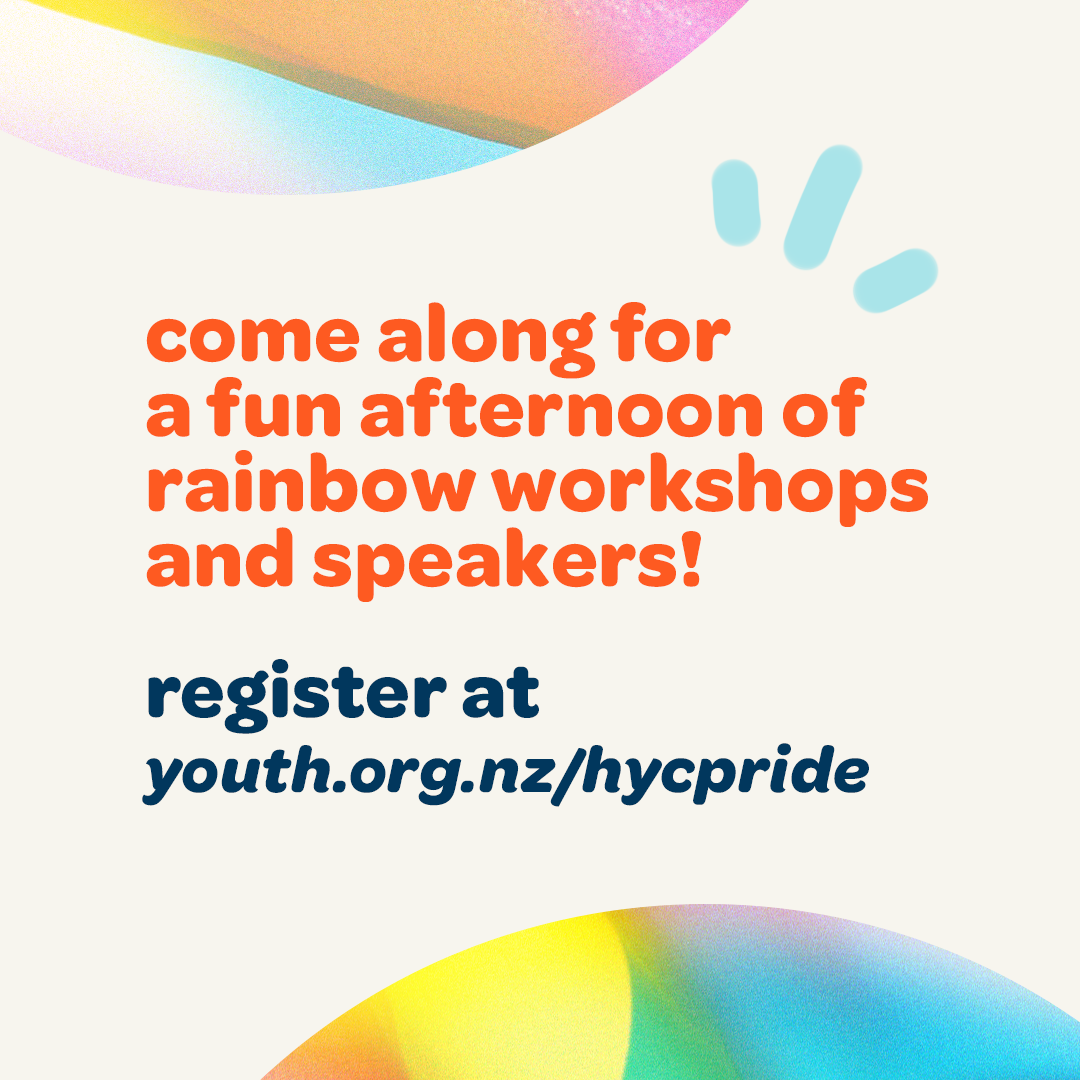 come along for
a fun afternoon of
rainbow workshops
and speakers!
register at
youth.org.nz/hycpride